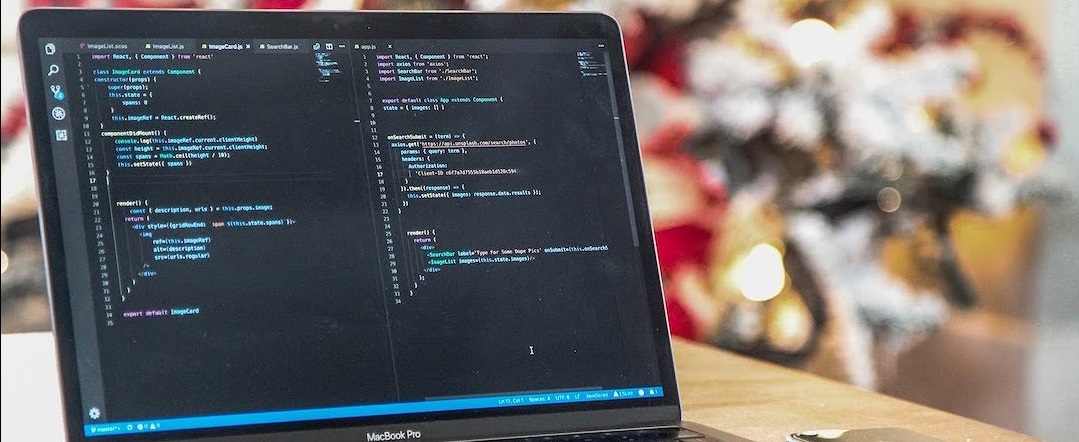 ImageList.scss ImageList.js ImageCard.js SearchBar.js app.js
import React, { Component } from 'react'
class ImageCard extends Component {
constructor(props) {
super(props);
this.state = {
spans: 0
}
this.imageRef = React.createRef();
}
componentDidMount() {
console.log(this.imageRef.current.clientHeight)
const height = this.imageRef.current.clientHeight;
const spans = Math.ceil(height / 10);
this.setState({ spans })
}
render() {
const { description, urls } = this.props.image;
return (
<div style={{gridRowEnd: `span ${this.state.spans}`}}>
<img
ref={this.imageRef}
alt={description}
src={urls.regular}
/>
</div>
)
}
}
export default ImageCard
import React, { Component } from 'react';
import axios from 'axios';
import SearchBar from './SearchBar';
import ImageList from './ImageList';
export default class App extends Component {
state = { images: [] }
onSearchSubmit = (term) => {
axios.get('https://api.unsplash.com/search/photos', {
params: { query: term },
headers: {
Authorization:
'Client-ID
}
}).then((response) => {
this.setState({ images: response.data.results });
})
}
render() {
return (
<div>
<SearchBar label='Type For Some Dope Pics' onSubmit={this.onSearchS
<ImageList images={this.state.images}/>
</div>
);
}
}
master* 0 0 Ln 17, Col 1 Spaces: 4 UTF-8 LF JavaScript
MacBook Pro